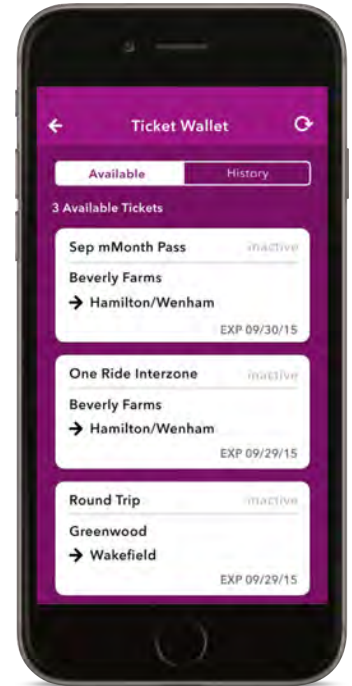 Ticket Wallet
Available History
3 Available Tickets
Sep mMonth Pass inactive
Beverly Farms
→ Hamilton/Wenham
EXP 09/30/15
One Ride Interzone inactive
Beverly Farms
→ Hamilton/Wenham
EXP 09/29/15
Round Trip inactive
Greenwood
→ Wakefield
EXP 09/29/15